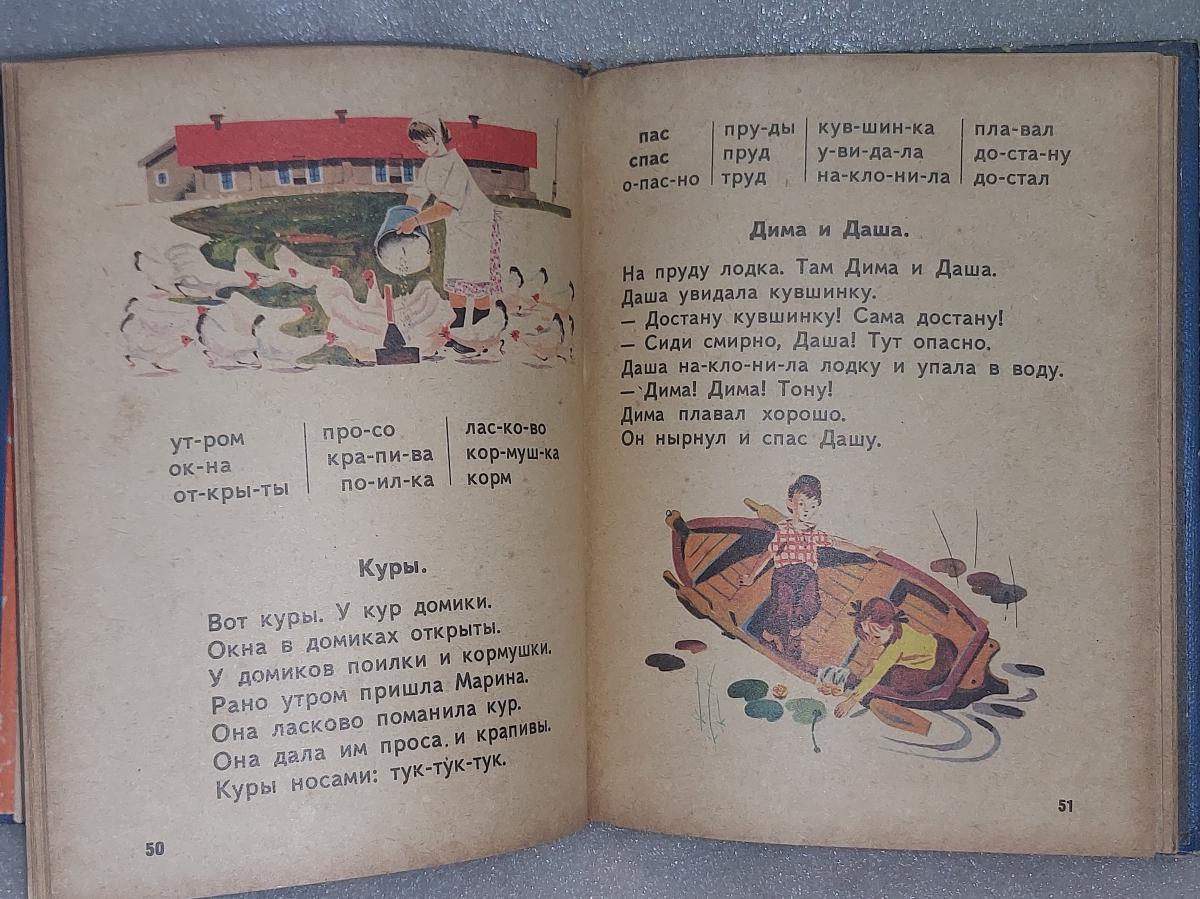 ут-ром
ок-на
от-кры-ты
про-со
кра-пи-ва
по-ил-ка
лас-ко-во
кор-муш-ка
корм
Куры.
Вот куры. У кур домики.
Окна в домиках открыты.
У домиков поилки и кормушки.
Рано утром пришла Марина.
Она ласково поманила кур.
Она дала им проса и крапивы.
Куры носами: тук-тук-тук.
50
пас
спас
о-пас-но
пру-ды
пруд
труд
кув-шин-ка
у-ви-да-ла
на-кло-ни-ла
пла-вал
до-ста-ну
до-стал
Дима и Даша.
На пруду лодка. Там Дима и Даша.
Даша увидала кувшинку.
— Достану кувшинку! Сама достану!
— Сиди смирно, Даша! Тут опасно.
Даша на-кло-ни-ла лодку и упала в воду.
— Дима! Дима! Тону!
Дима плавал хорошо.
Он нырнул и спас Дашу.
51